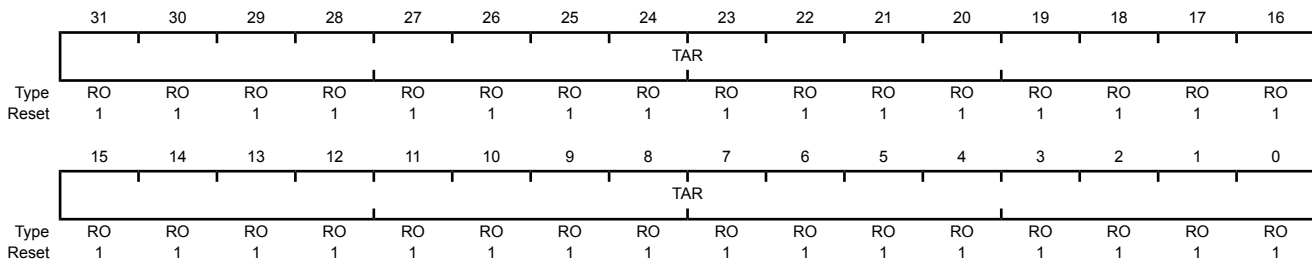 31 30 29 28 27 26 25 24 23 22 21 20 19 18 17 16
TAR
Type RO RO RO RO RO RO RO RO RO RO RO RO RO RO RO RO
Reset 1 1 1 1 1 1 1 1 1 1 1 1 1 1 1 1
15 14 13 12 11 10 9 8 7 6 5 4 3 2 1 0
TAR
Type RO RO RO RO RO RO RO RO RO RO RO RO RO RO RO RO
Reset 1 1 1 1 1 1 1 1 1 1 1 1 1 1 1 1